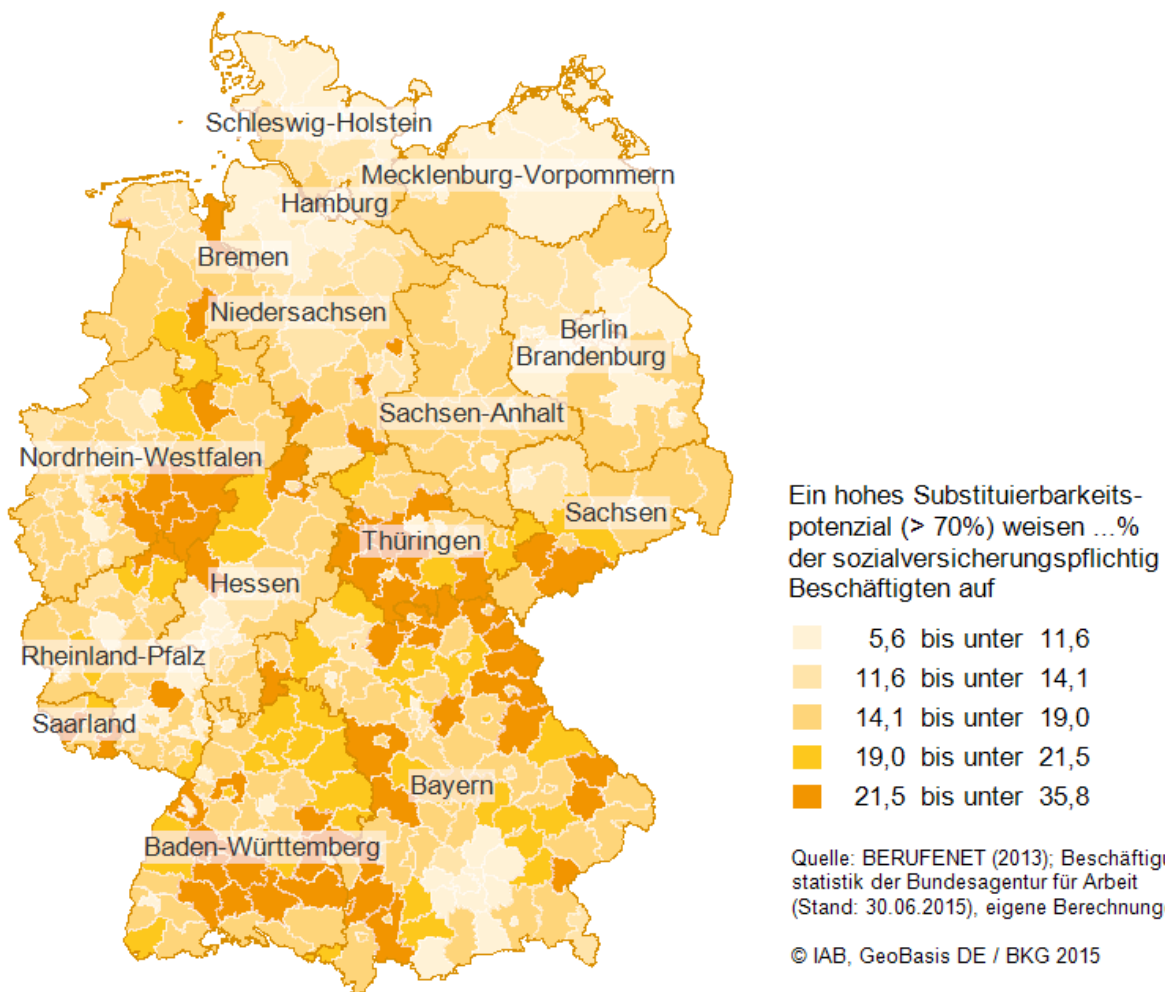 Schleswig-Holstein
Mecklenburg-Vorpommern
Hamburg
Bremen
Niedersachsen
Berlin
Brandenburg
Sachsen-Anhalt
Nordrhein-Westfalen
Sachsen
Thüringen
Hessen
Rheinland-Pfalz
Saarland
Bayern
Baden-Württemberg
Ein hohes Substituierbarkeits-
potenzial (> 70%) weisen ...%
der sozialversicherungspflichtig
Beschäftigten auf
5,6 bis unter 11,6
11,6 bis unter 14,1
14,1 bis unter 19,0
19,0 bis unter 21,5
21,5 bis unter 35,8
Quelle: BERUFENET (2013); Beschäftigu
statistik der Bundesagentur für Arbeit
(Stand: 30.06.2015), eigene Berechnung
© IAB, GeoBasis DE / BKG 2015